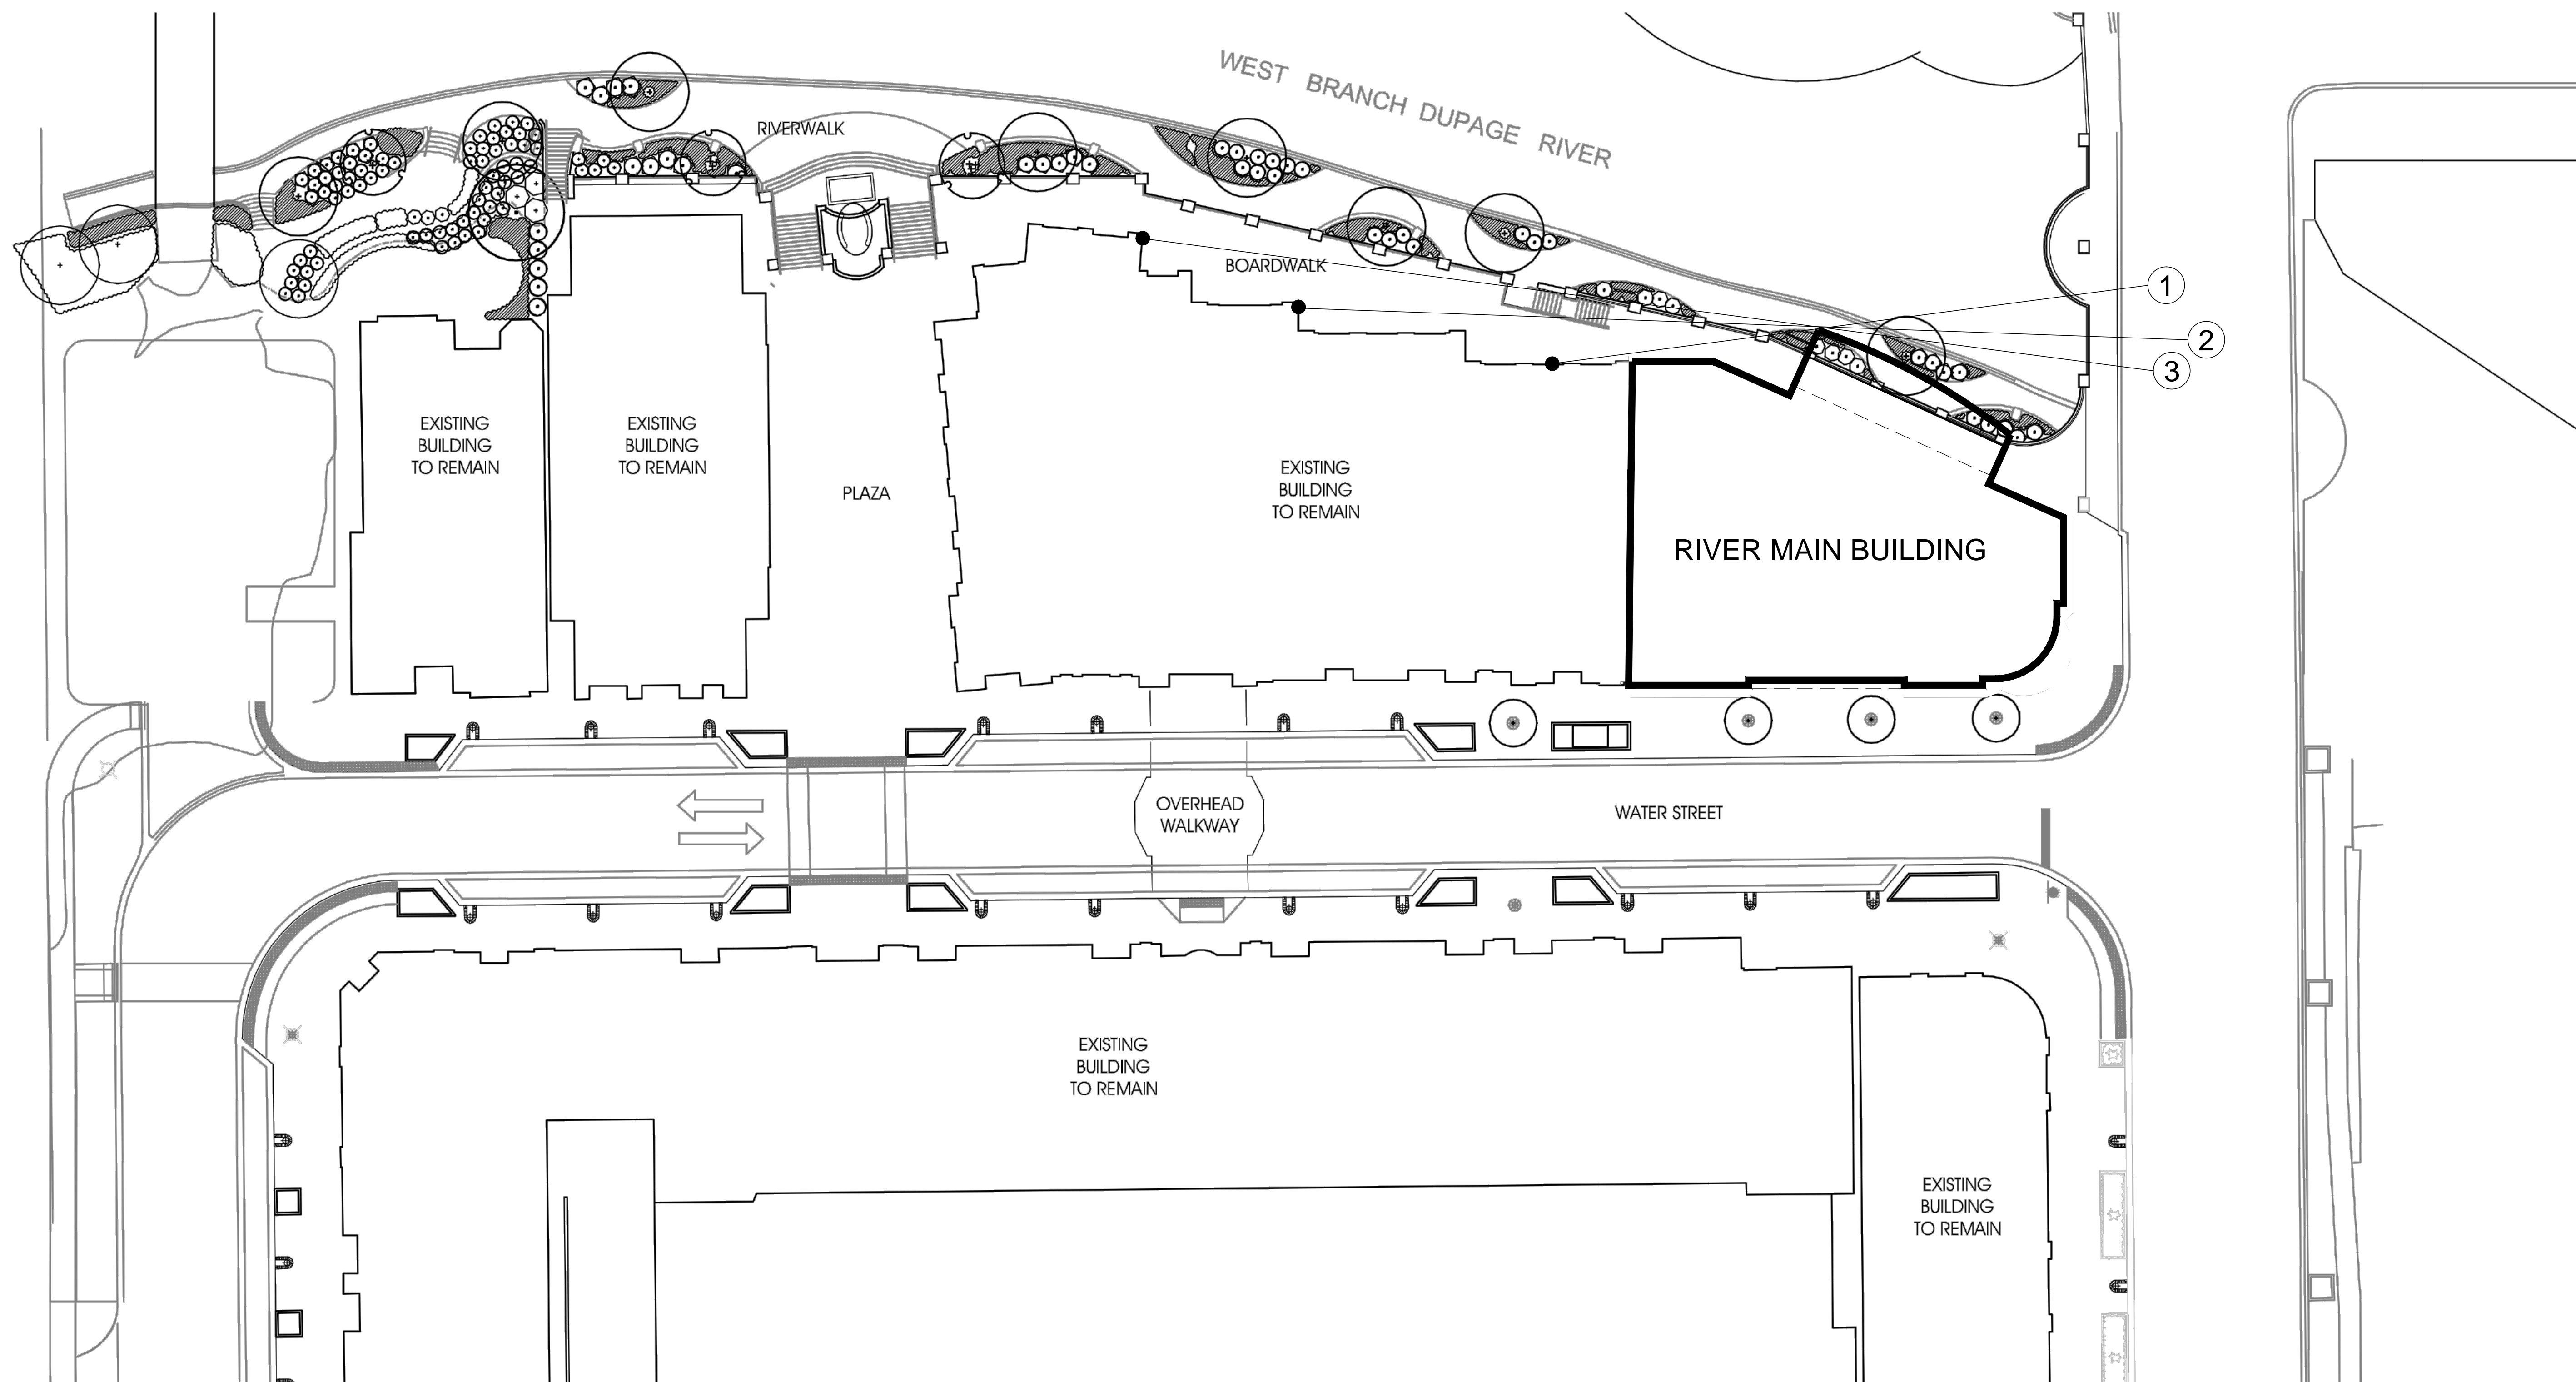 WEST BRANCH DUPAGE RIVER
RIVERWALK
BOARDWALK
1
2
3
EXISTING
BUILDING
TO REMAIN
EXISTING
BUILDING
TO REMAIN
PLAZA
EXISTING
BUILDING
TO REMAIN
RIVER MAIN BUILDING
OVERHEAD
WALKWAY
WATER STREET
EXISTING
BUILDING
TO REMAIN
EXISTING
BUILDING
TO REMAIN